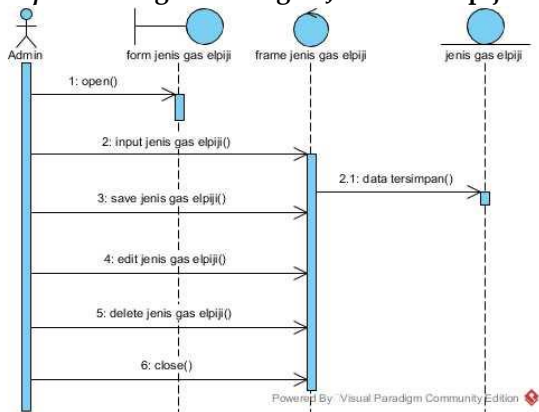 Admin
form jenis gas elpiji
frame jenis gas elpiji
jenis gas elpiji
1: open()
2: input jenis gas elpiji()
2.1: data tersimpan()
3: save jenis gas elpiji()
4: edit jenis gas elpiji()
5: delete jenis gas elpiji()
6: close()
Powered By Visual Paradigm Community Edition